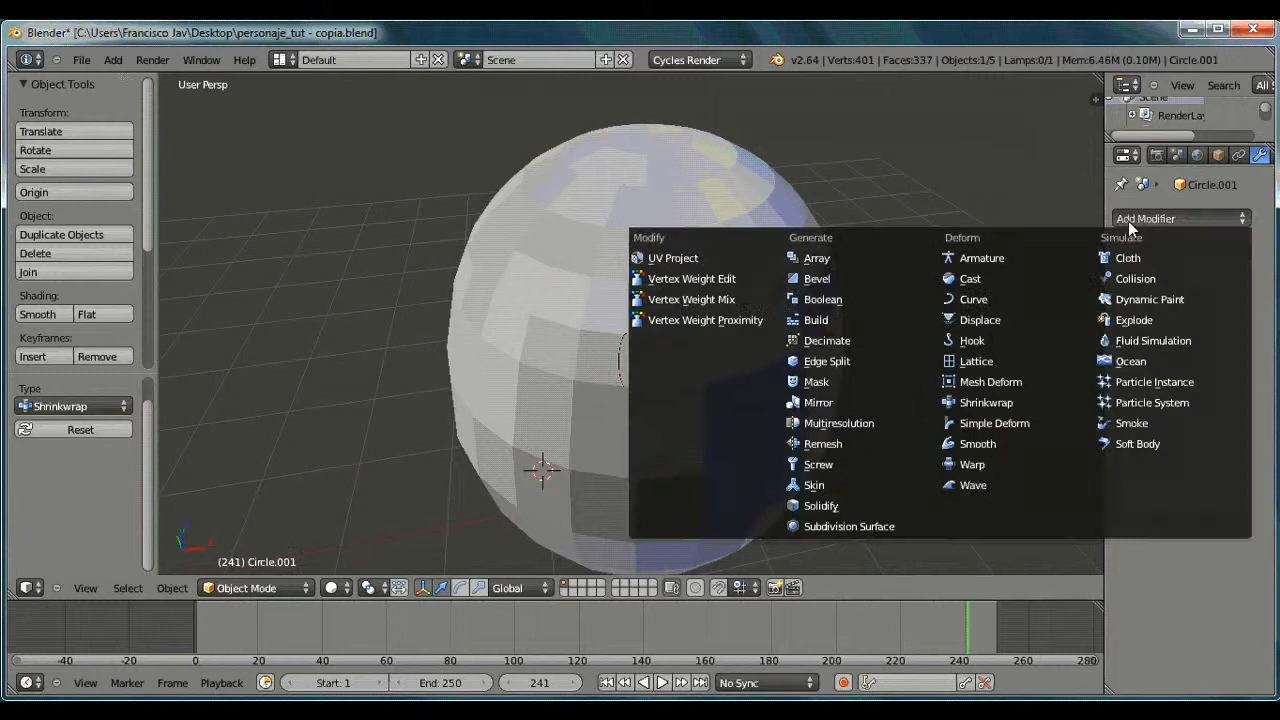 Blender* [C:\Users\Francisco Jav\Desktop\personaje_tut - copia.blend]
File Add Render Window Help Default Scene Cycles Render v2.64 | Verts:401 | Faces:337 | Objects:1/5 | Lamps:0/1 | Mem:6.46M (0.10M) | Circle.001
Object Tools
Transform:
Translate
Rotate
Scale
Origin
Object:
Duplicate Objects
Delete
Join
Shading:
Smooth Flat
Keyframes:
Insert Remove
Type
Shrinkwrap
Reset
User Persp
(241) Circle.001
View Search All S
Scene
RenderLay
Circle.001
Add Modifier
Modify
UV Project
Vertex Weight Edit
Vertex Weight Mix
Vertex Weight Proximity
Generate
Array
Bevel
Boolean
Build
Decimate
Edge Split
Mask
Mirror
Multiresolution
Remesh
Screw
Skin
Solidify
Subdivision Surface
Deform
Armature
Cast
Curve
Displace
Hook
Lattice
Mesh Deform
Shrinkwrap
Simple Deform
Smooth
Warp
Wave
Simulate
Cloth
Collision
Dynamic Paint
Explode
Fluid Simulation
Ocean
Particle Instance
Particle System
Smoke
Soft Body
View Select Object Object Mode Global
-40 -20 0 20 40 60 80 100 120 140 160 180 200 220 240 260 280
View Marker Frame Playback Start: 1 End: 250 241 No Sync